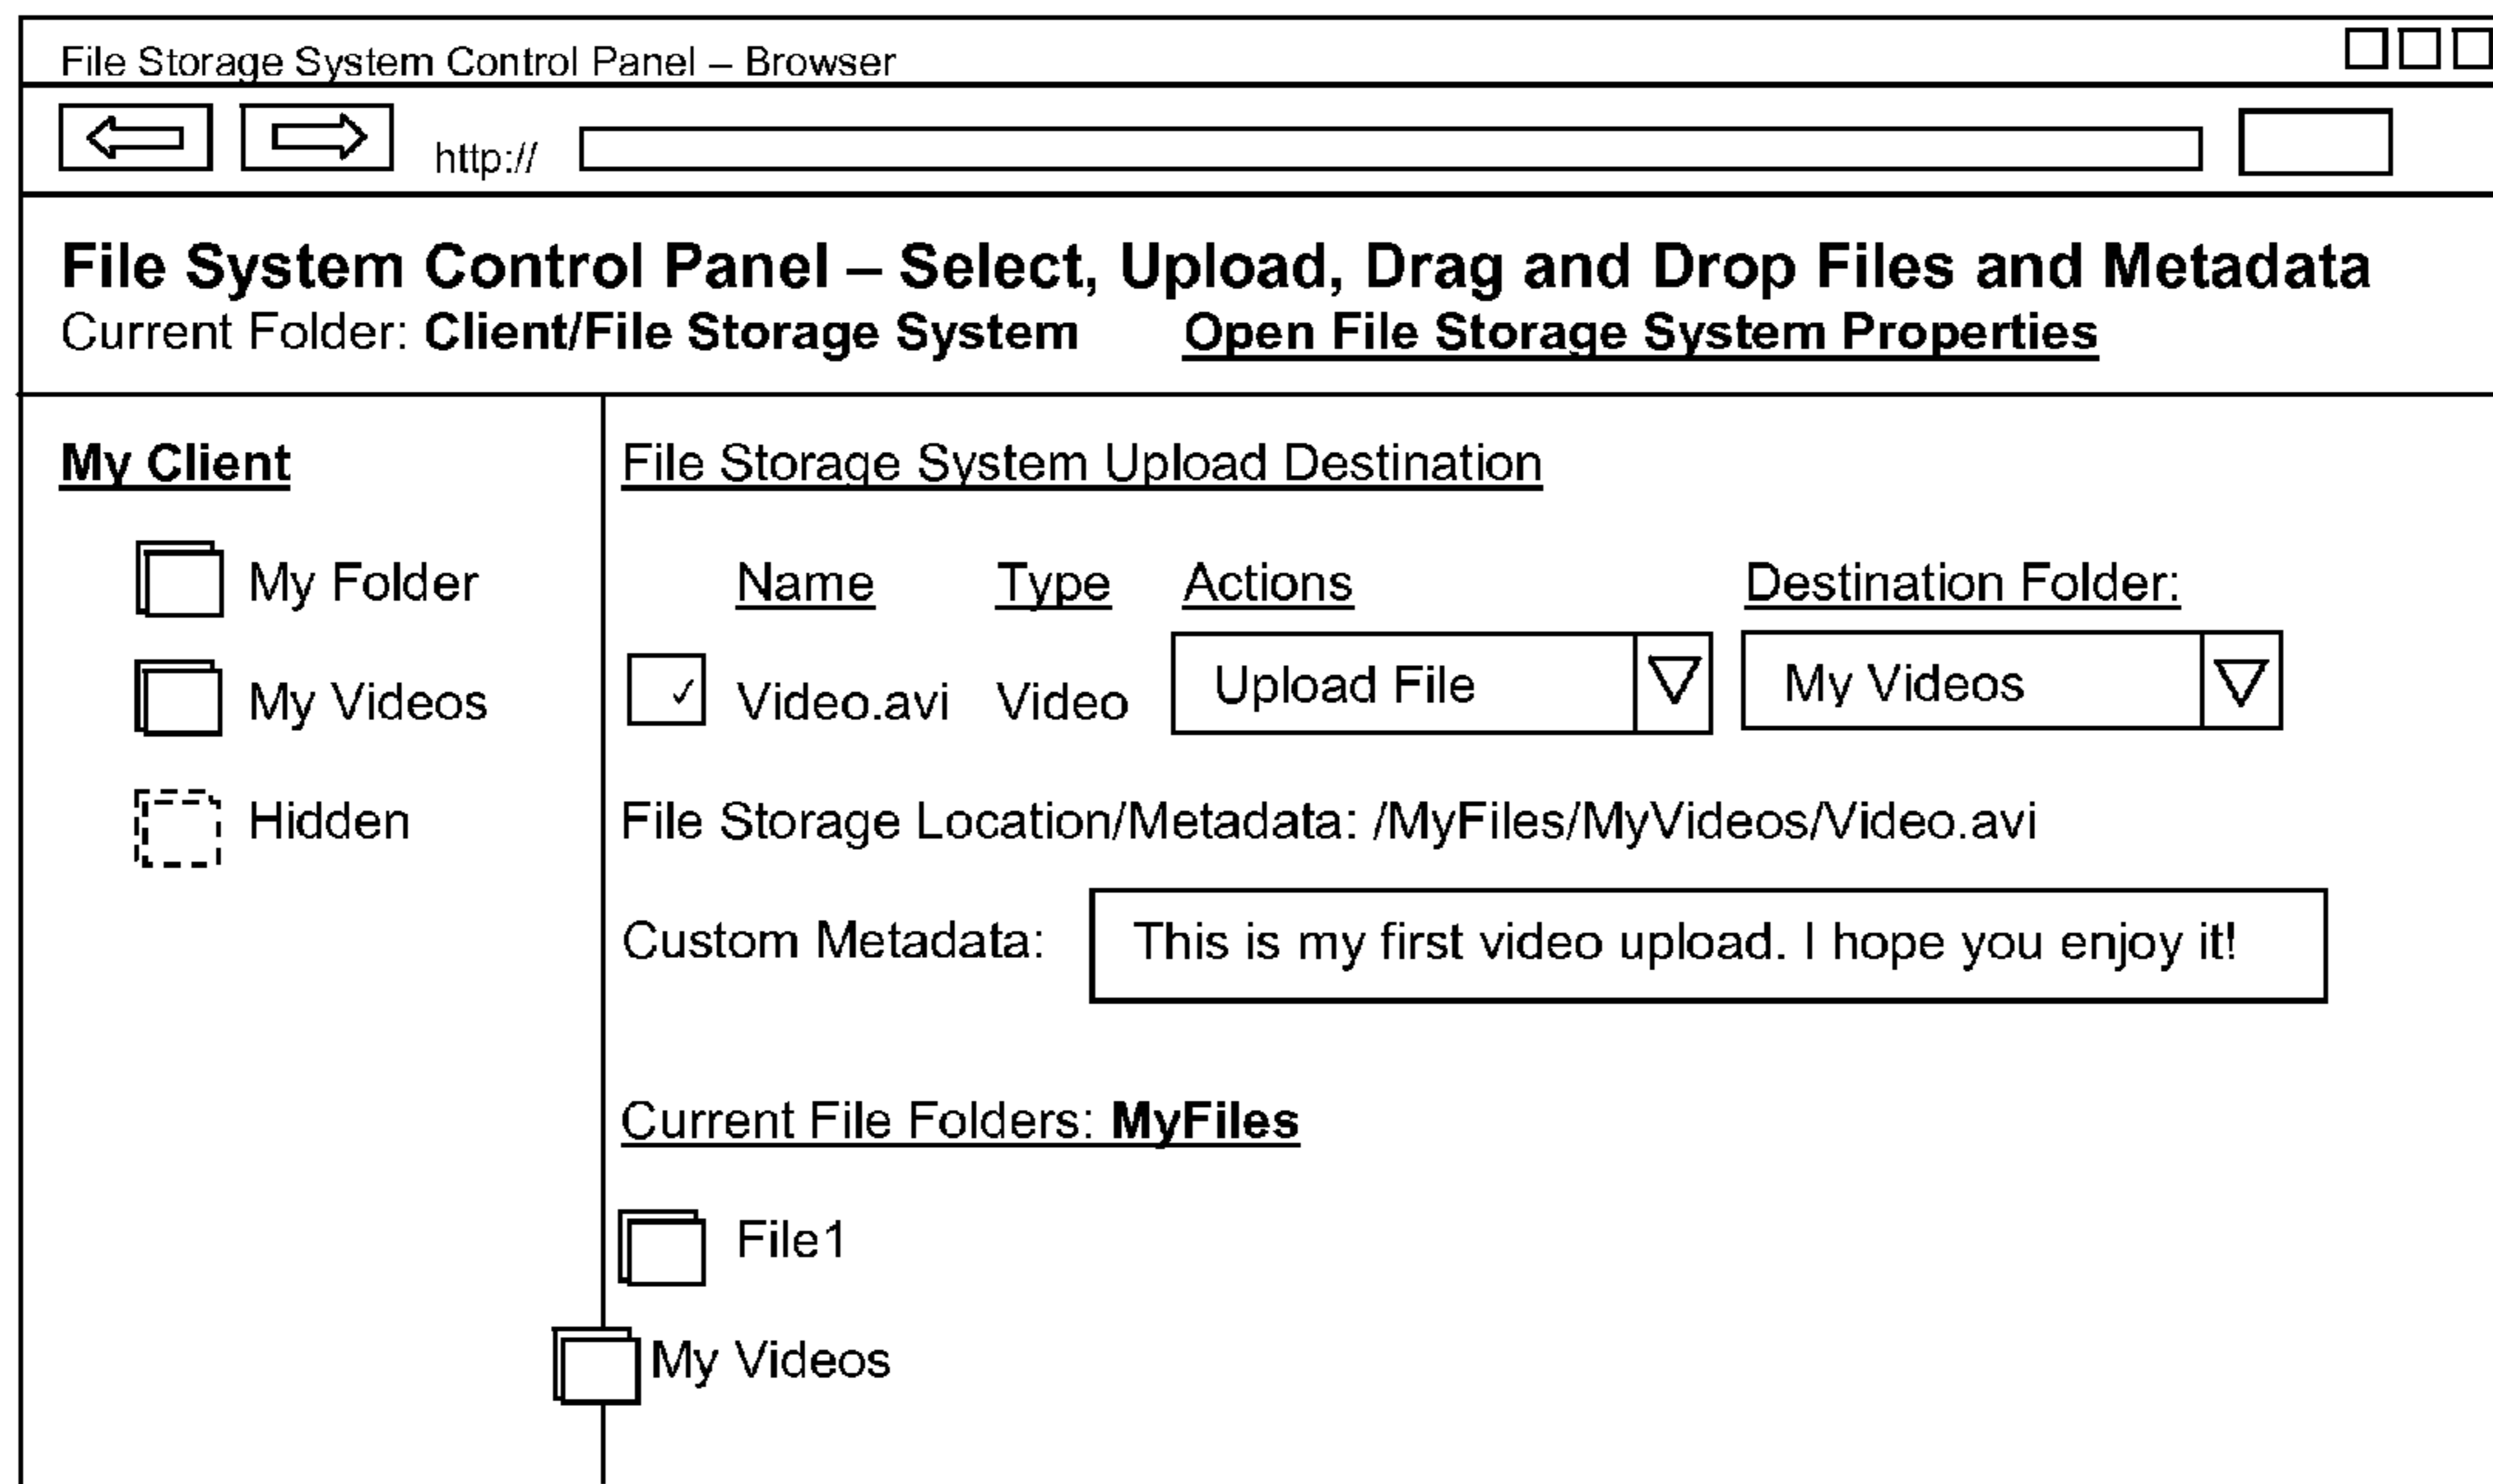 File Storage System Control Panel – Browser
http://
File System Control Panel – Select, Upload, Drag and Drop Files and Metadata
Current Folder: Client/File Storage System Open File Storage System Properties
My Client
My Folder
My Videos
Hidden
File Storage System Upload Destination
Name Type Actions Destination Folder:
✓ Video.avi Video Upload File My Videos
File Storage Location/Metadata: /MyFiles/MyVideos/Video.avi
Custom Metadata: This is my first video upload. I hope you enjoy it!
Current File Folders: MyFiles
File1
My Videos